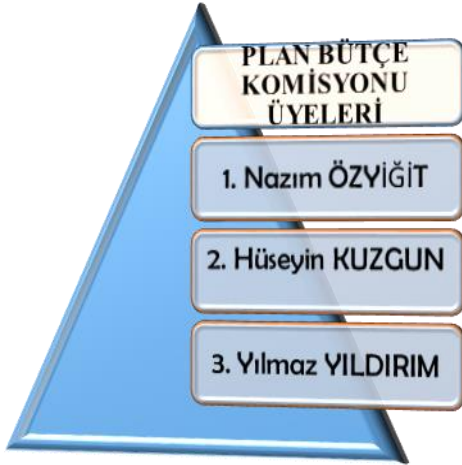 PLAN BÜTÇE
KOMİSYONU
ÜYELERİ
1. Nazım ÖZYİĞİT
2. Hüseyin KUZGUN
3. Yılmaz YILDIRIM